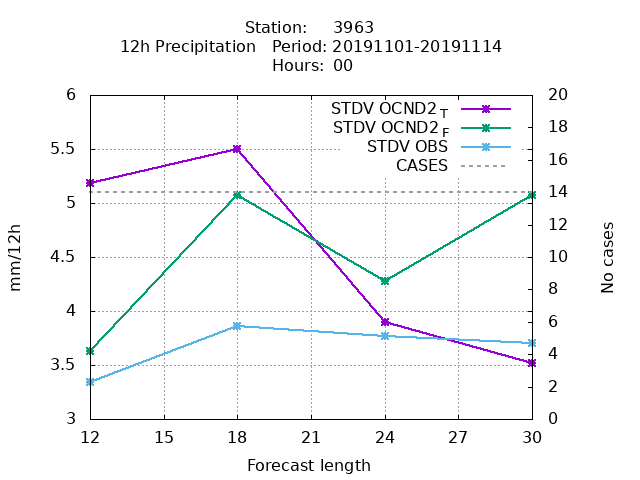 Station: 3963
12h Precipitation Period: 20191101-20191114
Hours: 00
STDV OCND2T
STDV OCND2F
STDV OBS
CASES
mm/12h
6
5.5
5
4.5
4
3.5
3
20
18
16
14
12
10
8
6
4
2
0
No cases
12 15 18 21 24 27 30
Forecast length